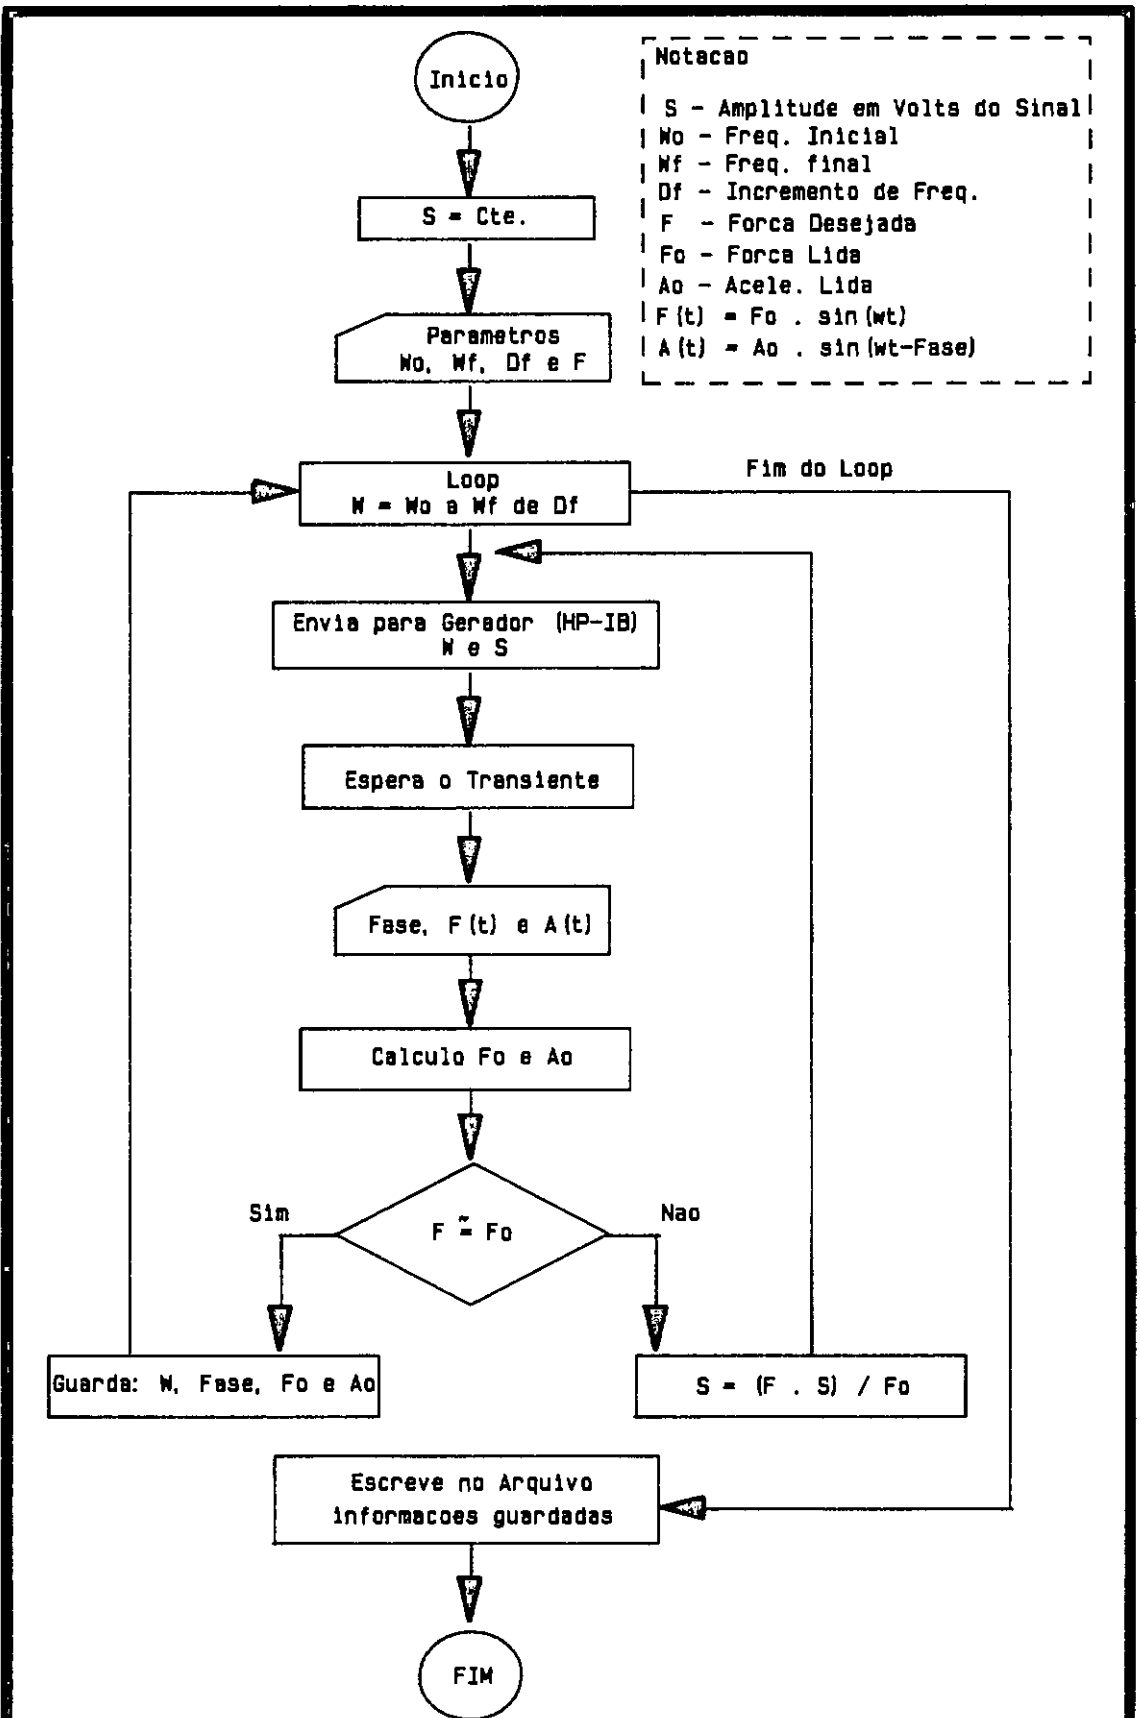 Inicio
Notacao
S - Amplitude em Volts do Sinal
Wo - Freq. Inicial
Wf - Freq. final
Df - Incremento de Freq.
F - Forca Desejada
Fo - Forca Lida
Ao - Acele. Lida
F(t) = Fo . sin(wt)
A(t) = Ao . sin(wt-Fase)
S = Cte.
Parametros
Wo, Wf, Df e F
Loop
W = Wo a Wf de Df
Fim do Loop
Envia para Gerador (HP-IB)
W e S
Espera o Transiente
Fase, F(t) e A(t)
Calculo Fo e Ao
Sim
F ≃ Fo
Nao
Guarda: W, Fase, Fo e Ao
S = (F . S) / Fo
Escreve no Arquivo
informacoes guardadas
FIM